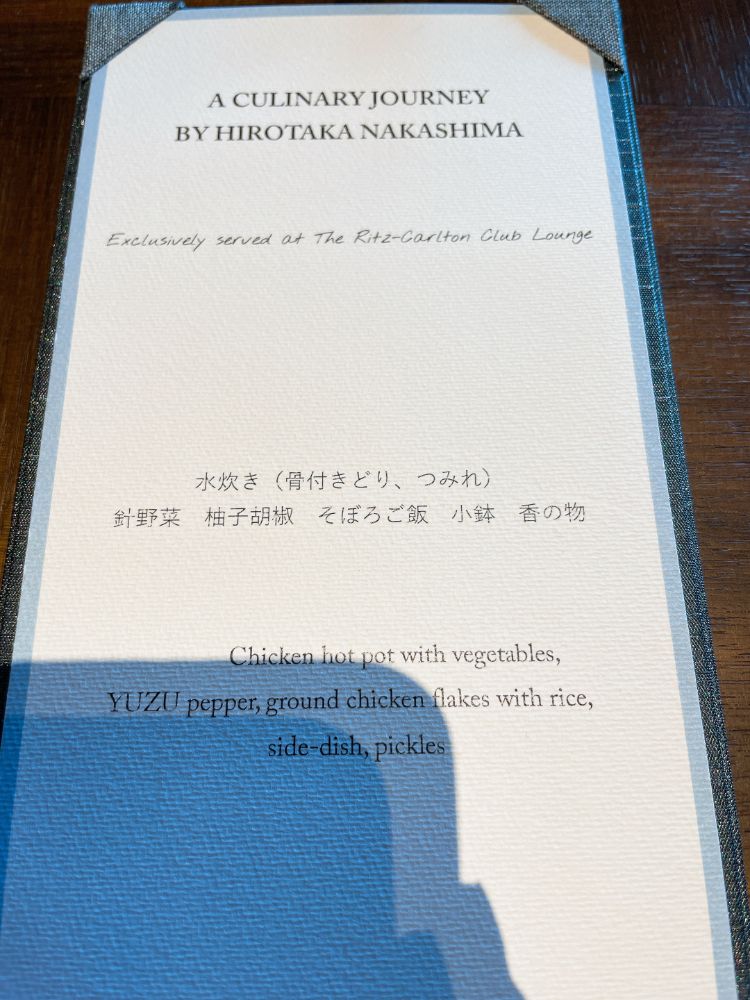 A CULINARY JOURNEY
BY HIROTAKA NAKASHIMA
Exclusively served at The Ritz-Carlton Club Lounge
水炊き（骨付きどり、つみれ）
針野菜　柚子胡椒　そぼろご飯　小鉢　香の物
Chicken hot pot with vegetables,
YUZU pepper, ground chicken flakes with rice,
side-dish, pickles